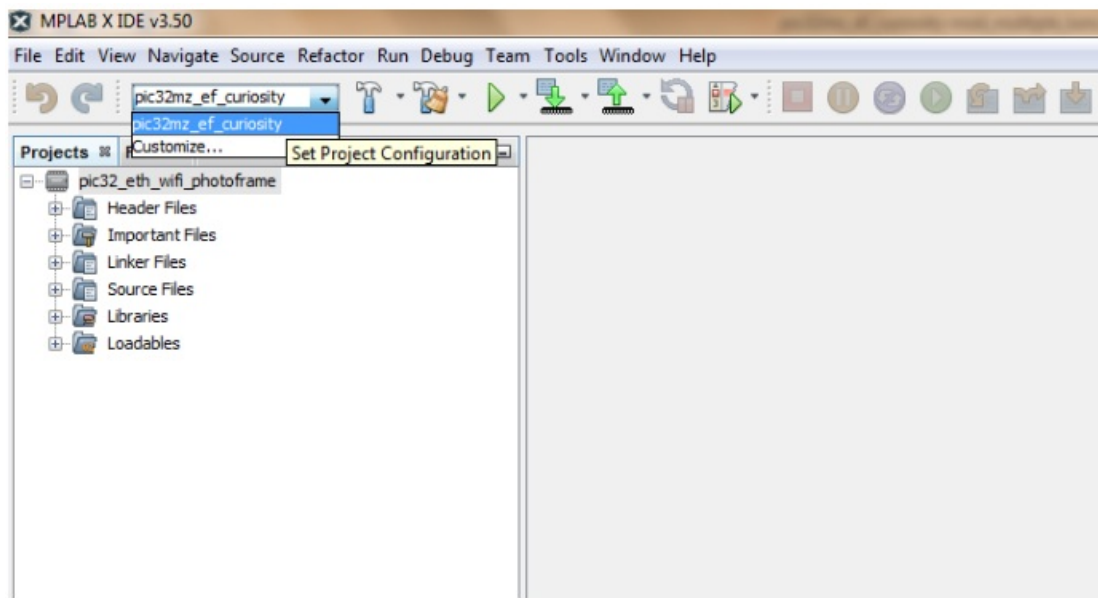 MPLAB X IDE v3.50
File Edit View Navigate Source Refactor Run Debug Team Tools Window Help
pic32mz_ef_curiosity
pic32mz_ef_curiosity
Customize...
Set Project Configuration
Projects
pic32_eth_wifi_photoframe
Header Files
Important Files
Linker Files
Source Files
Libraries
Loadables